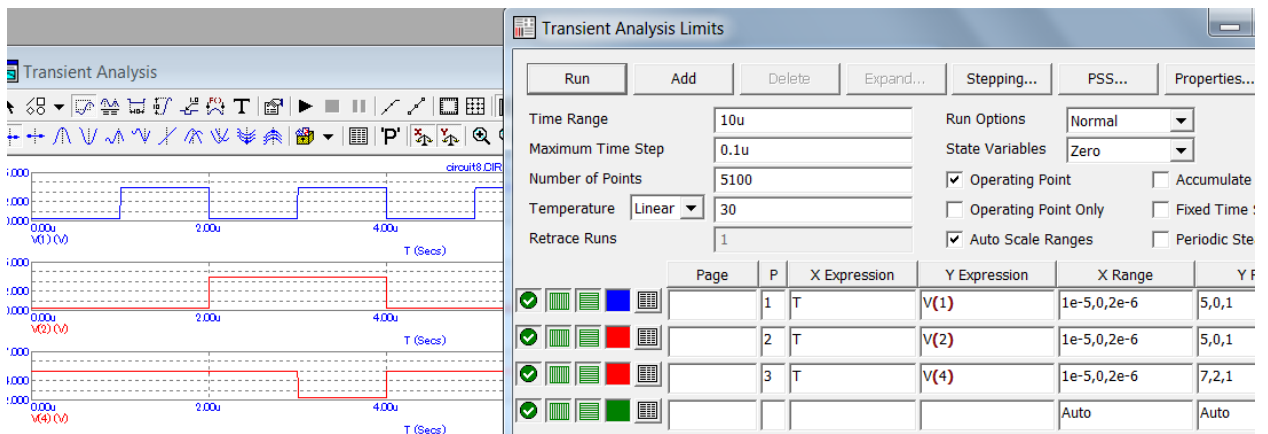 Transient Analysis
T
'P'
circuit8.CIR
0.00u 2.00u 4.00u
V(1) (V)
T (Secs)
0.00u 2.00u 4.00u
V(2) (V)
T (Secs)
0.00u 2.00u 4.00u
V(4) (V)
T (Secs)
Transient Analysis Limits
Run Add Delete Expand... Stepping... PSS... Properties...
Time Range 10u Run Options Normal
Maximum Time Step 0.1u State Variables Zero
Number of Points 5100 Operating Point Accumulate
Temperature Linear 30 Operating Point Only Fixed Time
Retrace Runs 1 Auto Scale Ranges Periodic Ste
Page P X Expression Y Expression X Range Y
1 T V(1) 1e-5,0,2e-6 5,0,1
2 T V(2) 1e-5,0,2e-6 5,0,1
3 T V(4) 1e-5,0,2e-6 7,2,1
Auto Auto